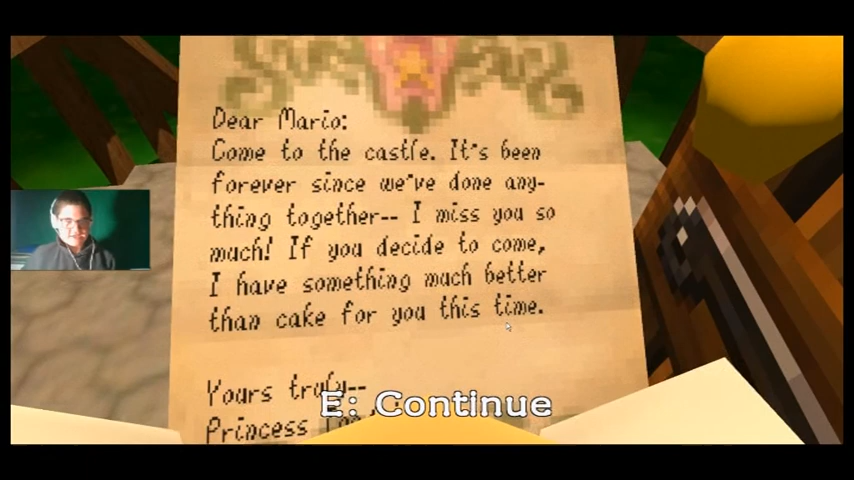 Dear Mario:
Come to the castle. It's been
forever since we've done any-
thing together-- I miss you so
much! If you decide to come,
I have something much better
than cake for you this time.
Yours truly--
Princess
E: Continue